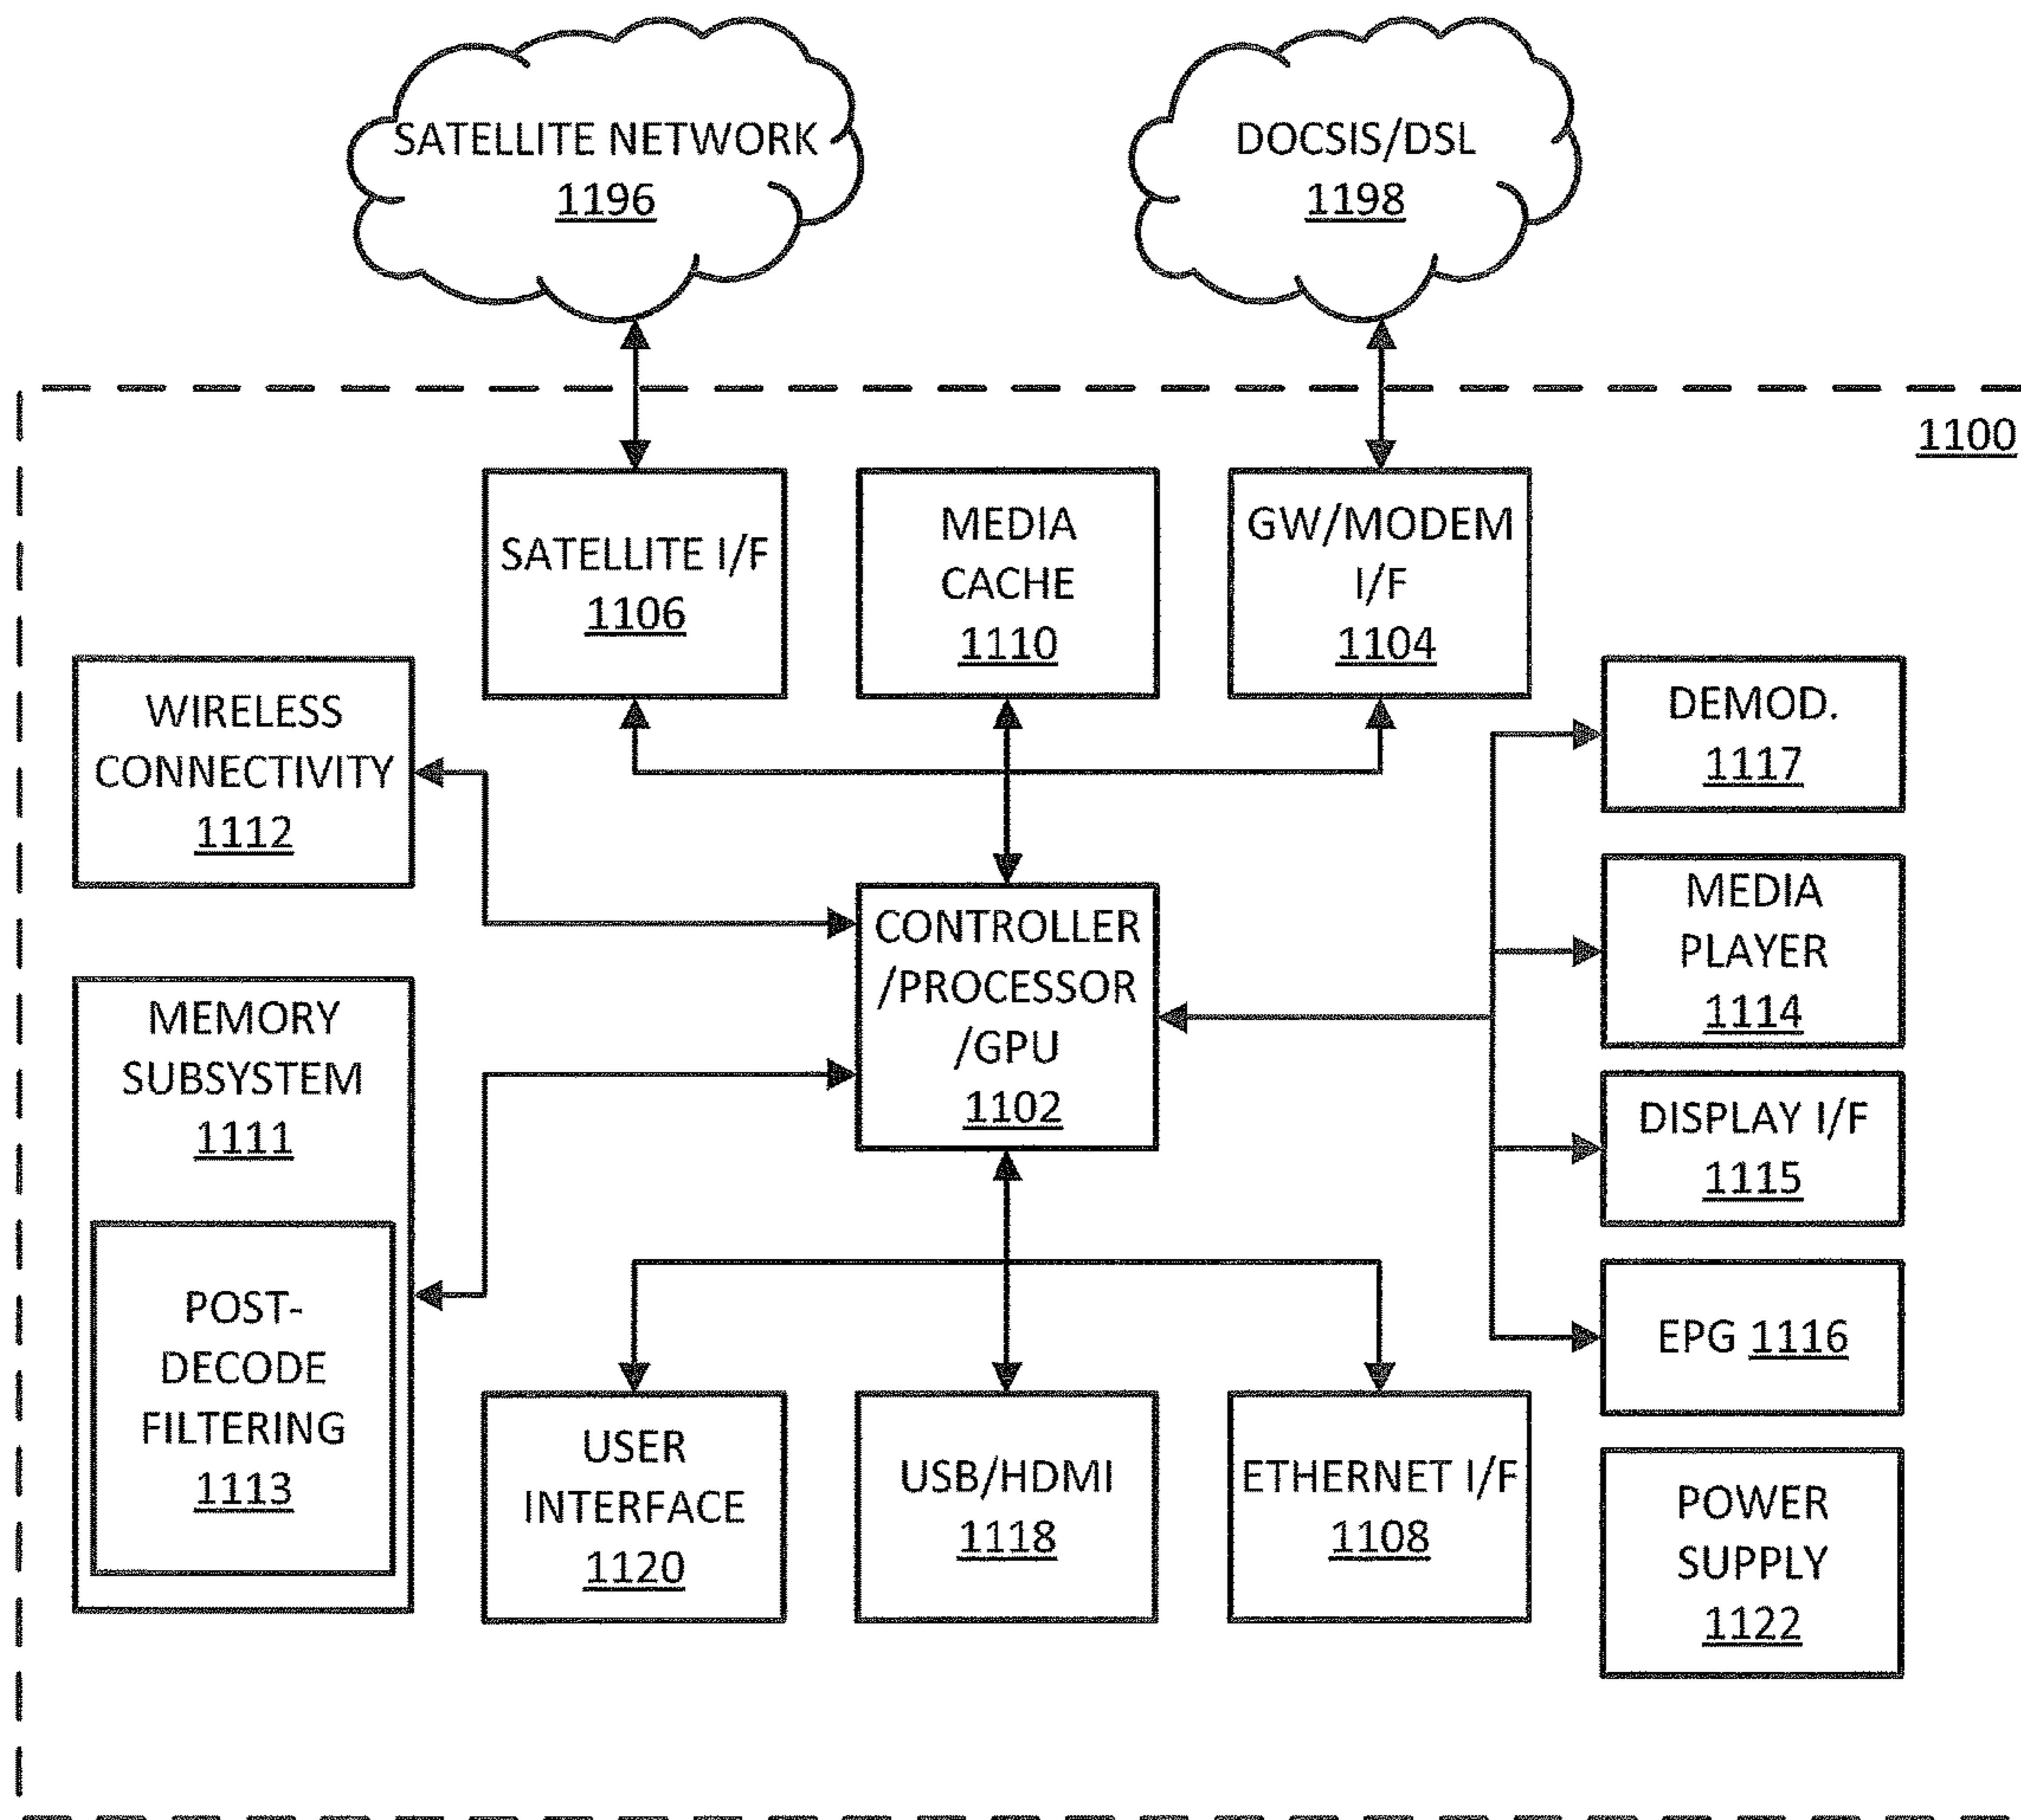 SATELLITE NETWORK
1196
DOCSIS/DSL
1198
1100
SATELLITE I/F
1106
MEDIA
CACHE
1110
GW/MODEM
I/F
1104
WIRELESS
CONNECTIVITY
1112
DEMOD.
1117
CONTROLLER
/PROCESSOR
/GPU
1102
MEDIA
PLAYER
1114
MEMORY
SUBSYSTEM
1111
DISPLAY I/F
1115
POST-
DECODE
FILTERING
1113
EPG 1116
USER
INTERFACE
1120
USB/HDMI
1118
ETHERNET I/F
1108
POWER
SUPPLY
1122